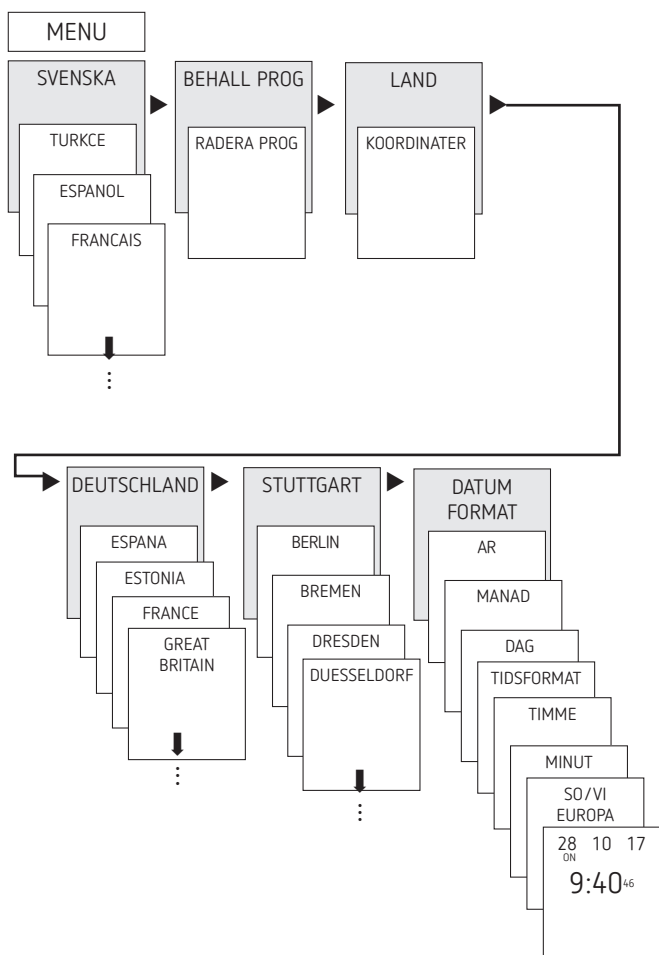 MENU
SVENSKA
TURKCE
ESPANOL
FRANCAIS
BEHALL PROG
RADERA PROG
LAND
KOORDINATER
DEUTSCHLAND
ESPANA
ESTONIA
FRANCE
GREAT
BRITAIN
STUTTGART
BERLIN
BREMEN
DRESDEN
DUESSELDORF
DATUM
FORMAT
AR
MANAD
DAG
TIDSFORMAT
TIMME
MINUT
SO/VI
EUROPA
28 10 17
ON
9:40 46